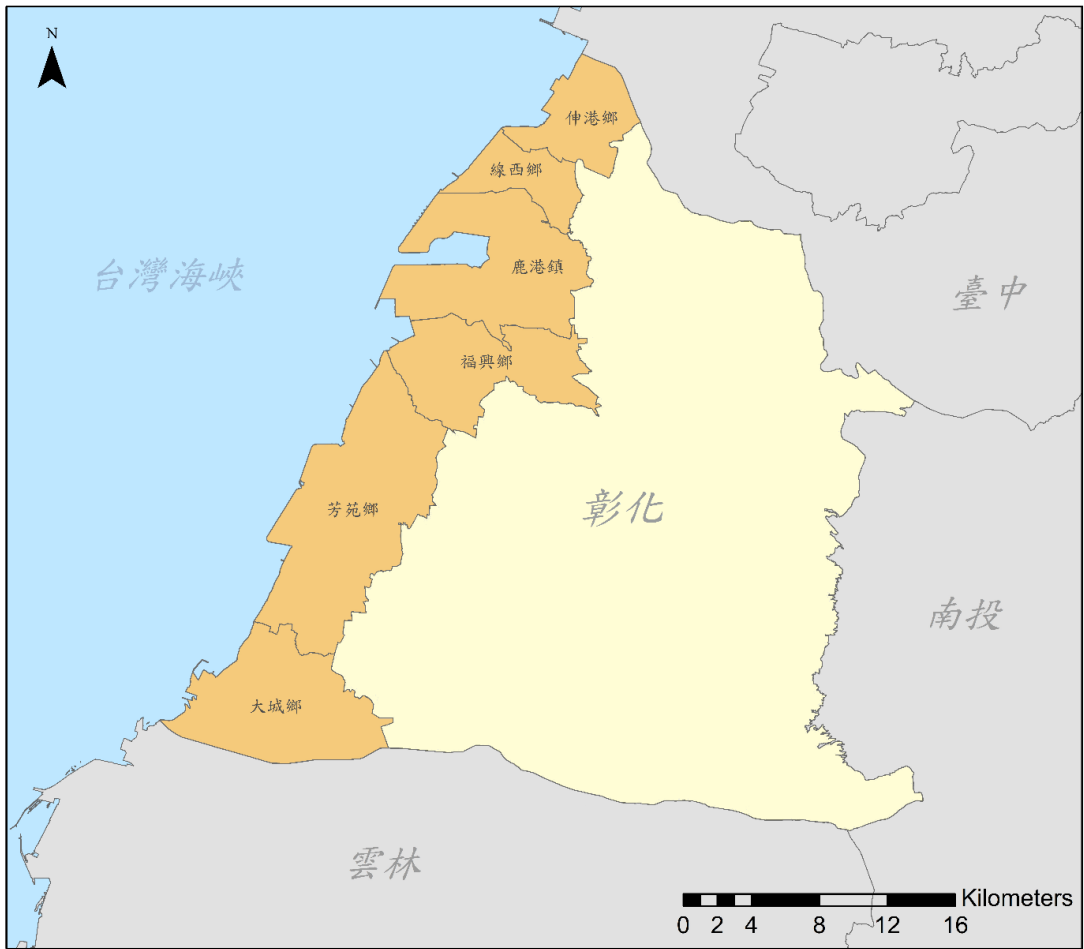 N
伸港鄉
線西鄉
鹿港鎮
台灣海峽
臺中
福興鄉
彰化
芳苑鄉
南投
大城鄉
雲林
Kilometers
0 2 4 8 12 16